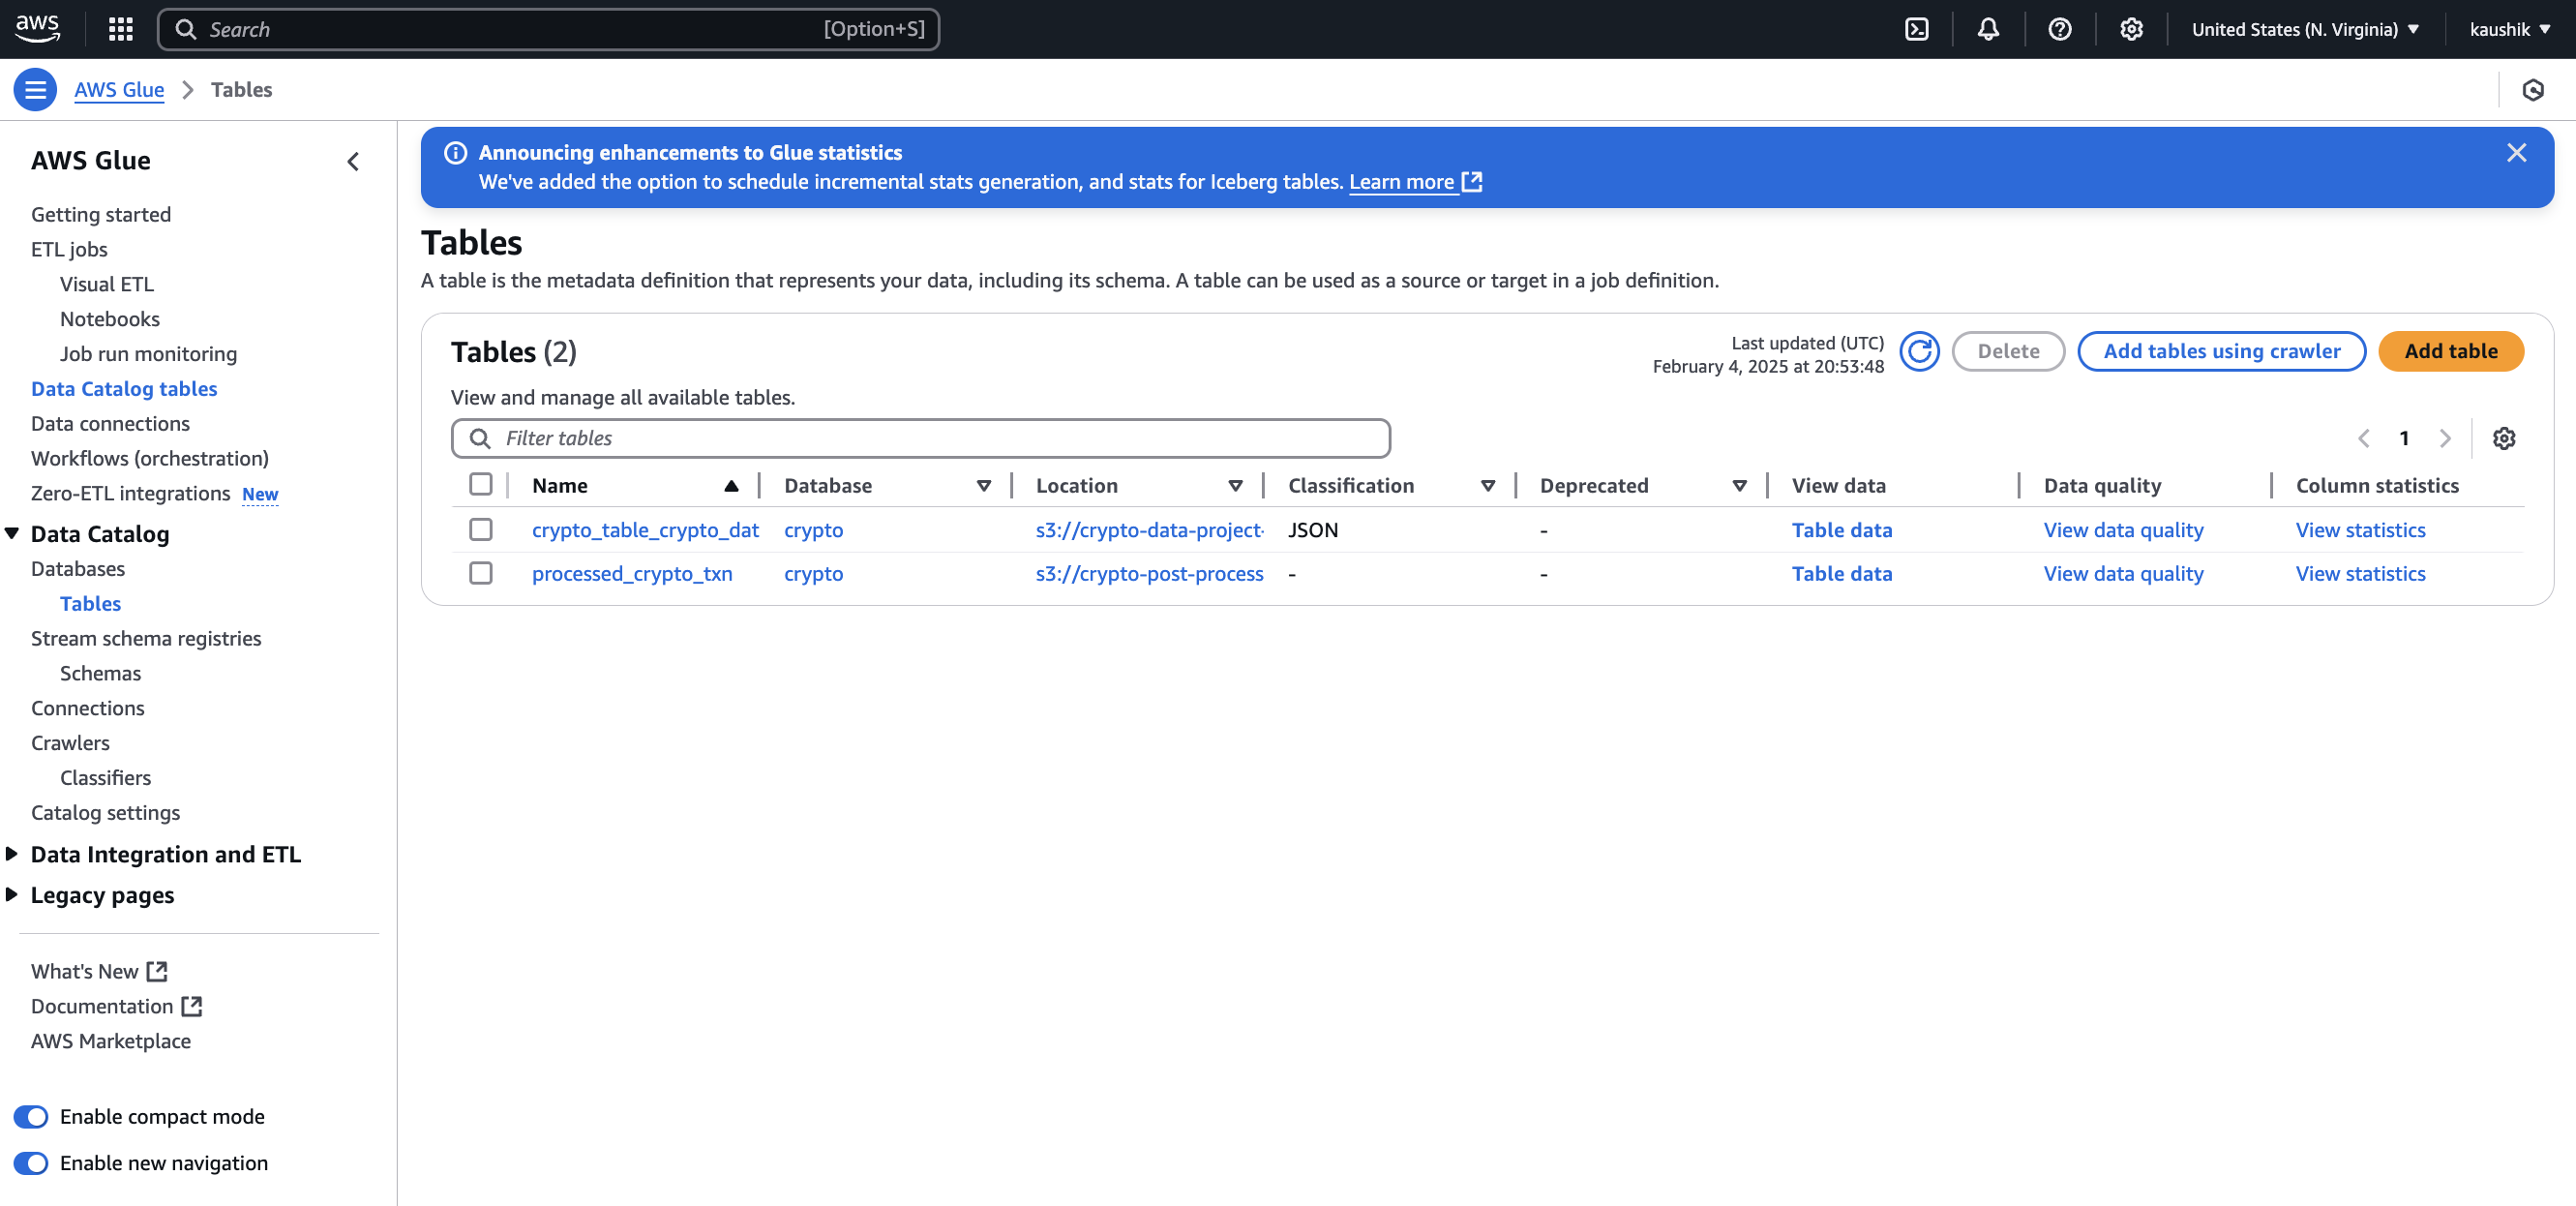 aws
Search [Option+S]
United States (N. Virginia)
kaushik
AWS Glue
Tables
AWS Glue
Getting started
ETL jobs
Visual ETL
Notebooks
Job run monitoring
Data Catalog tables
Data connections
Workflows (orchestration)
Zero-ETL integrations New
Data Catalog
Databases
Tables
Stream schema registries
Schemas
Connections
Crawlers
Classifiers
Catalog settings
Data Integration and ETL
Legacy pages
What's New
Documentation
AWS Marketplace
Enable compact mode
Enable new navigation
Announcing enhancements to Glue statistics
We've added the option to schedule incremental stats generation, and stats for Iceberg tables. Learn more
Tables
A table is the metadata definition that represents your data, including its schema. A table can be used as a source or target in a job definition.
Tables (2)
Last updated (UTC)
February 4, 2025 at 20:53:48
Delete
Add tables using crawler
Add table
View and manage all available tables.
Filter tables
1
Name Database Location Classification Deprecated View data Data quality Column statistics
crypto_table_crypto_dat crypto s3://crypto-data-project- JSON - Table data View data quality View statistics
processed_crypto_txn crypto s3://crypto-post-process - - Table data View data quality View statistics